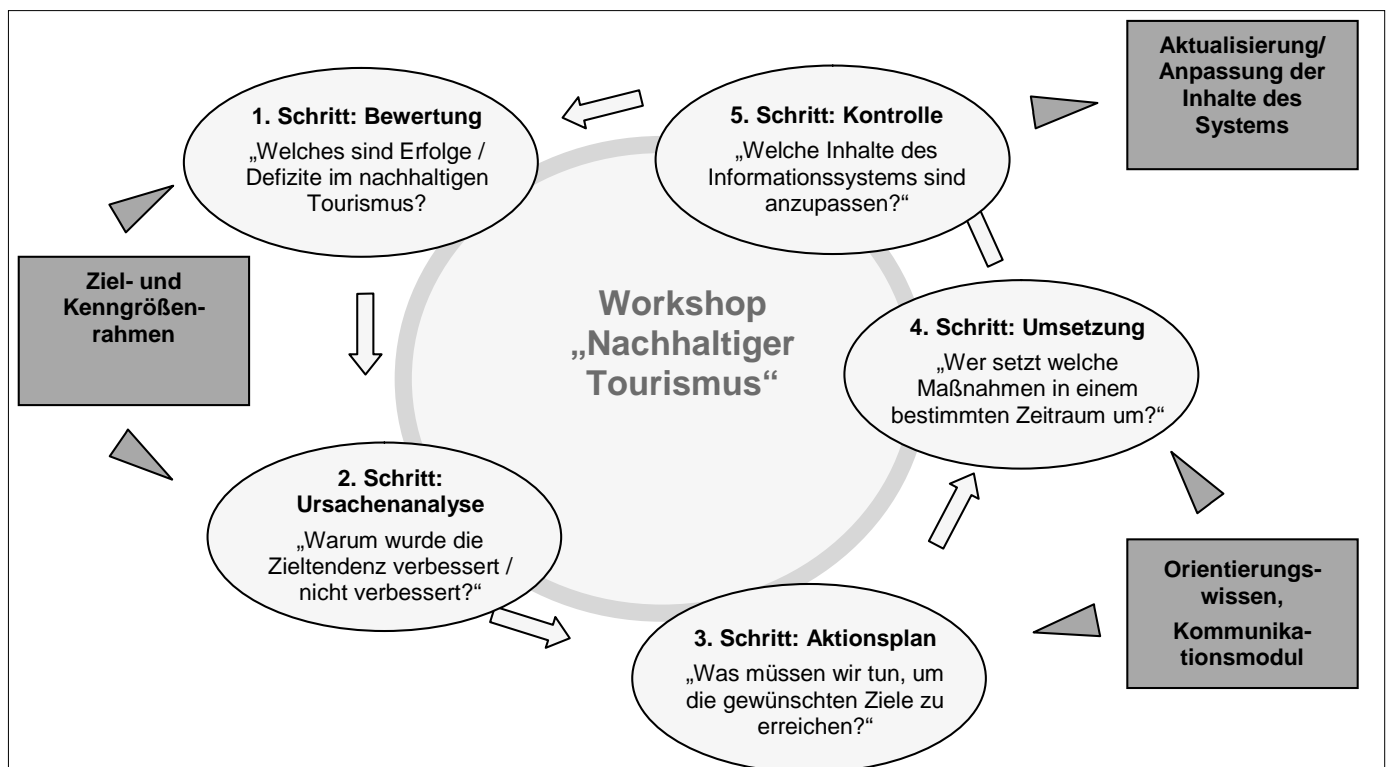 1. Schritt: Bewertung
„Welches sind Erfolge /
Defizite im nachhaltigen
Tourismus?
5. Schritt: Kontrolle
„Welche Inhalte des
Informationssystems sind
anzupassen?“
Aktualisierung/
Anpassung der
Inhalte des
Systems
Ziel- und
Kenngrößen-
rahmen
Workshop
„Nachhaltiger
Tourismus“
4. Schritt: Umsetzung
„Wer setzt welche
Maßnahmen in einem
bestimmten Zeitraum um?“
2. Schritt:
Ursachenanalyse
„Warum wurde die
Zieltendenz verbessert /
nicht verbessert?“
3. Schritt: Aktionsplan
„Was müssen wir tun, um
die gewünschten Ziele zu
erreichen?“
Orientierungs-
wissen,
Kommunika-
tionsmodul